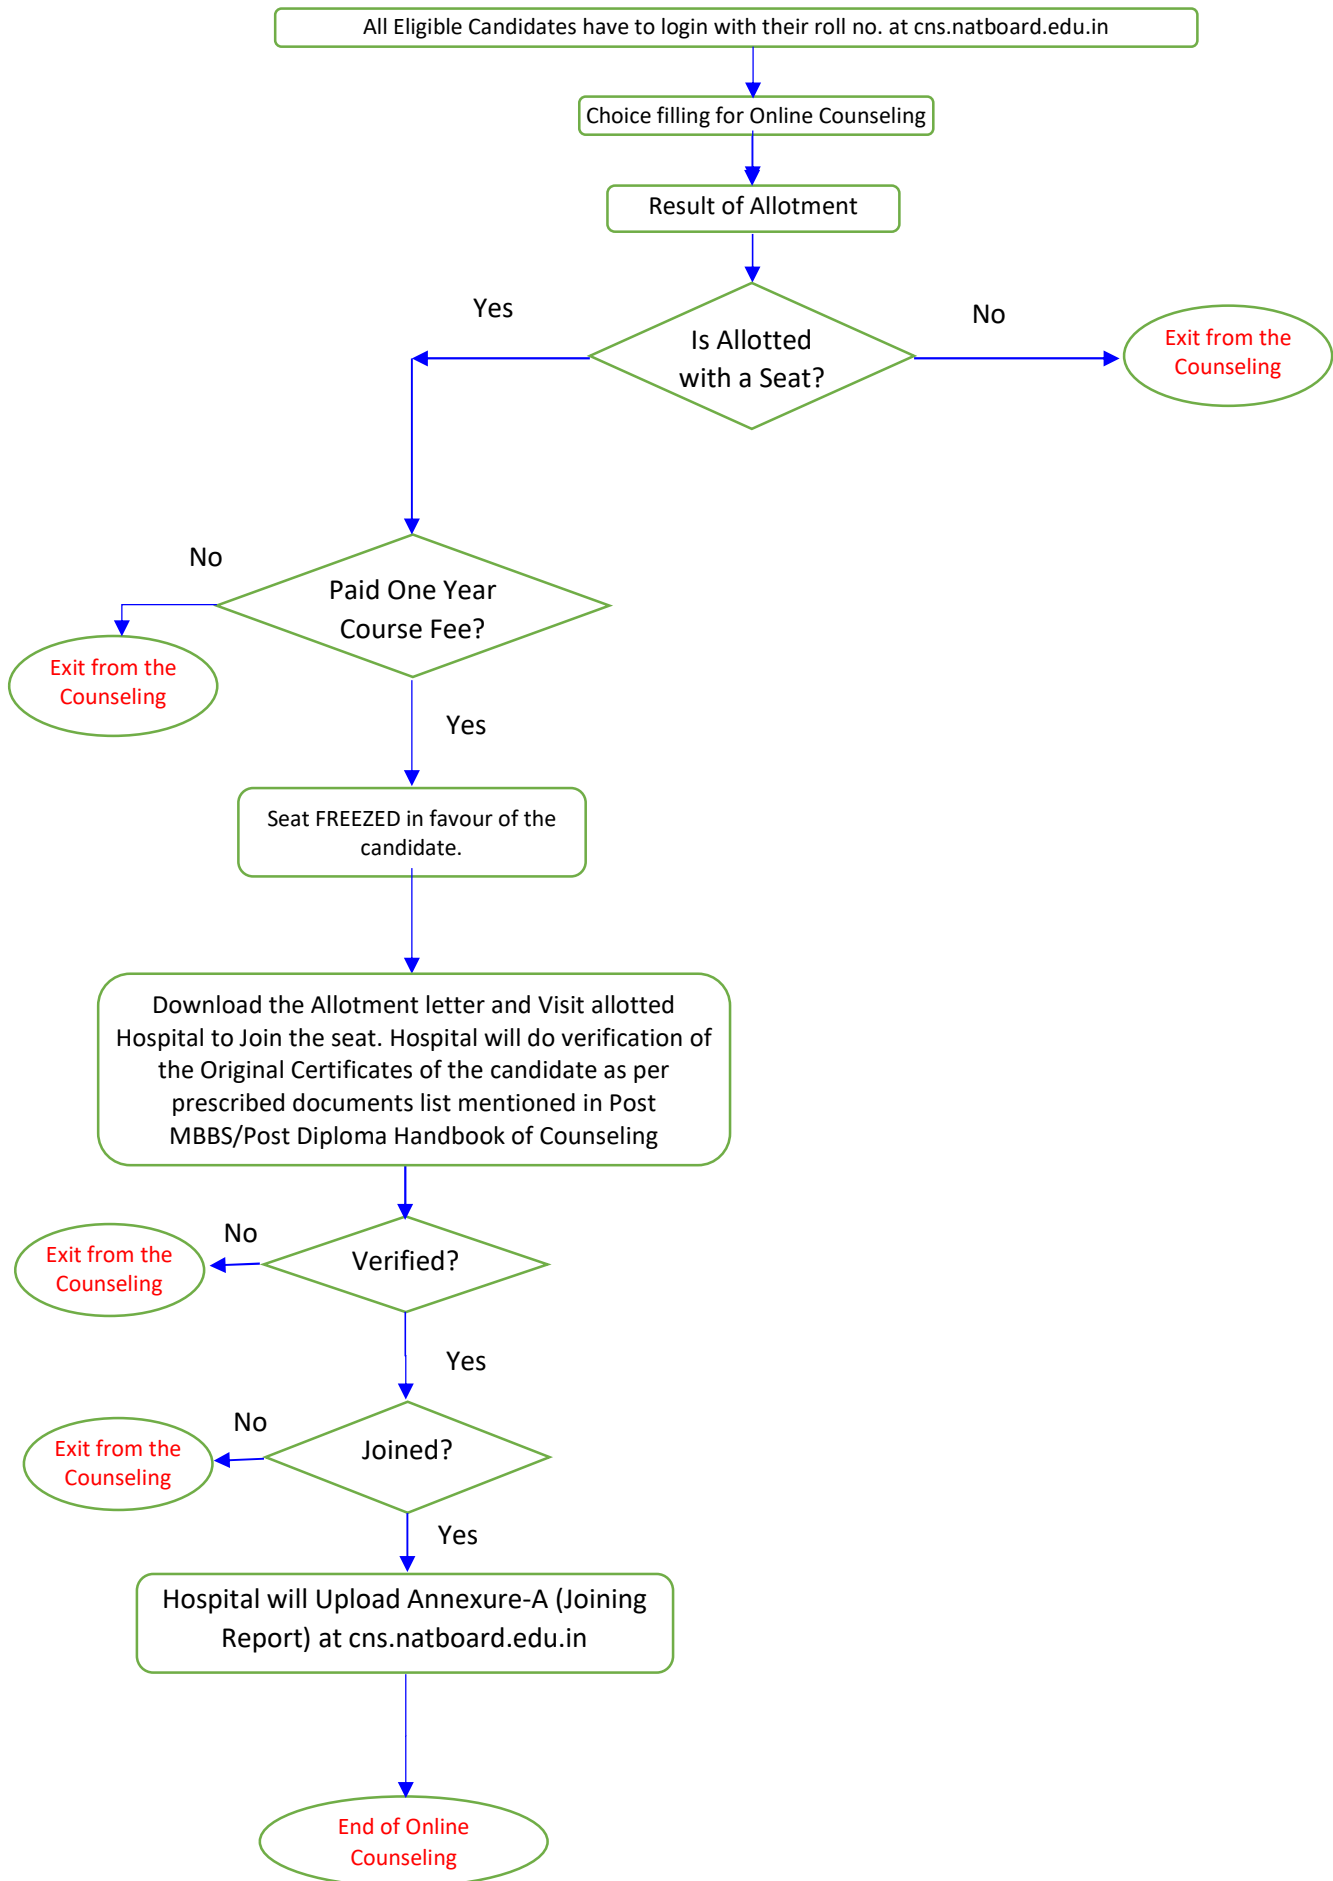 All Eligible Candidates have to login with their roll no. at cns.natboard.edu.in
Choice filling for Online Counseling
Result of Allotment
Yes
No
Is Allotted
with a Seat?
Exit from the
Counseling
No
Paid One Year
Course Fee?
Exit from the
Counseling
Yes
Seat FREEZED in favour of the
candidate.
Download the Allotment letter and Visit allotted
Hospital to Join the seat. Hospital will do verification of
the Original Certificates of the candidate as per
prescribed documents list mentioned in Post
MBBS/Post Diploma Handbook of Counseling
No
Verified?
Exit from the
Counseling
Yes
No
Joined?
Exit from the
Counseling
Yes
Hospital will Upload Annexure-A (Joining
Report) at cns.natboard.edu.in
End of Online
Counseling